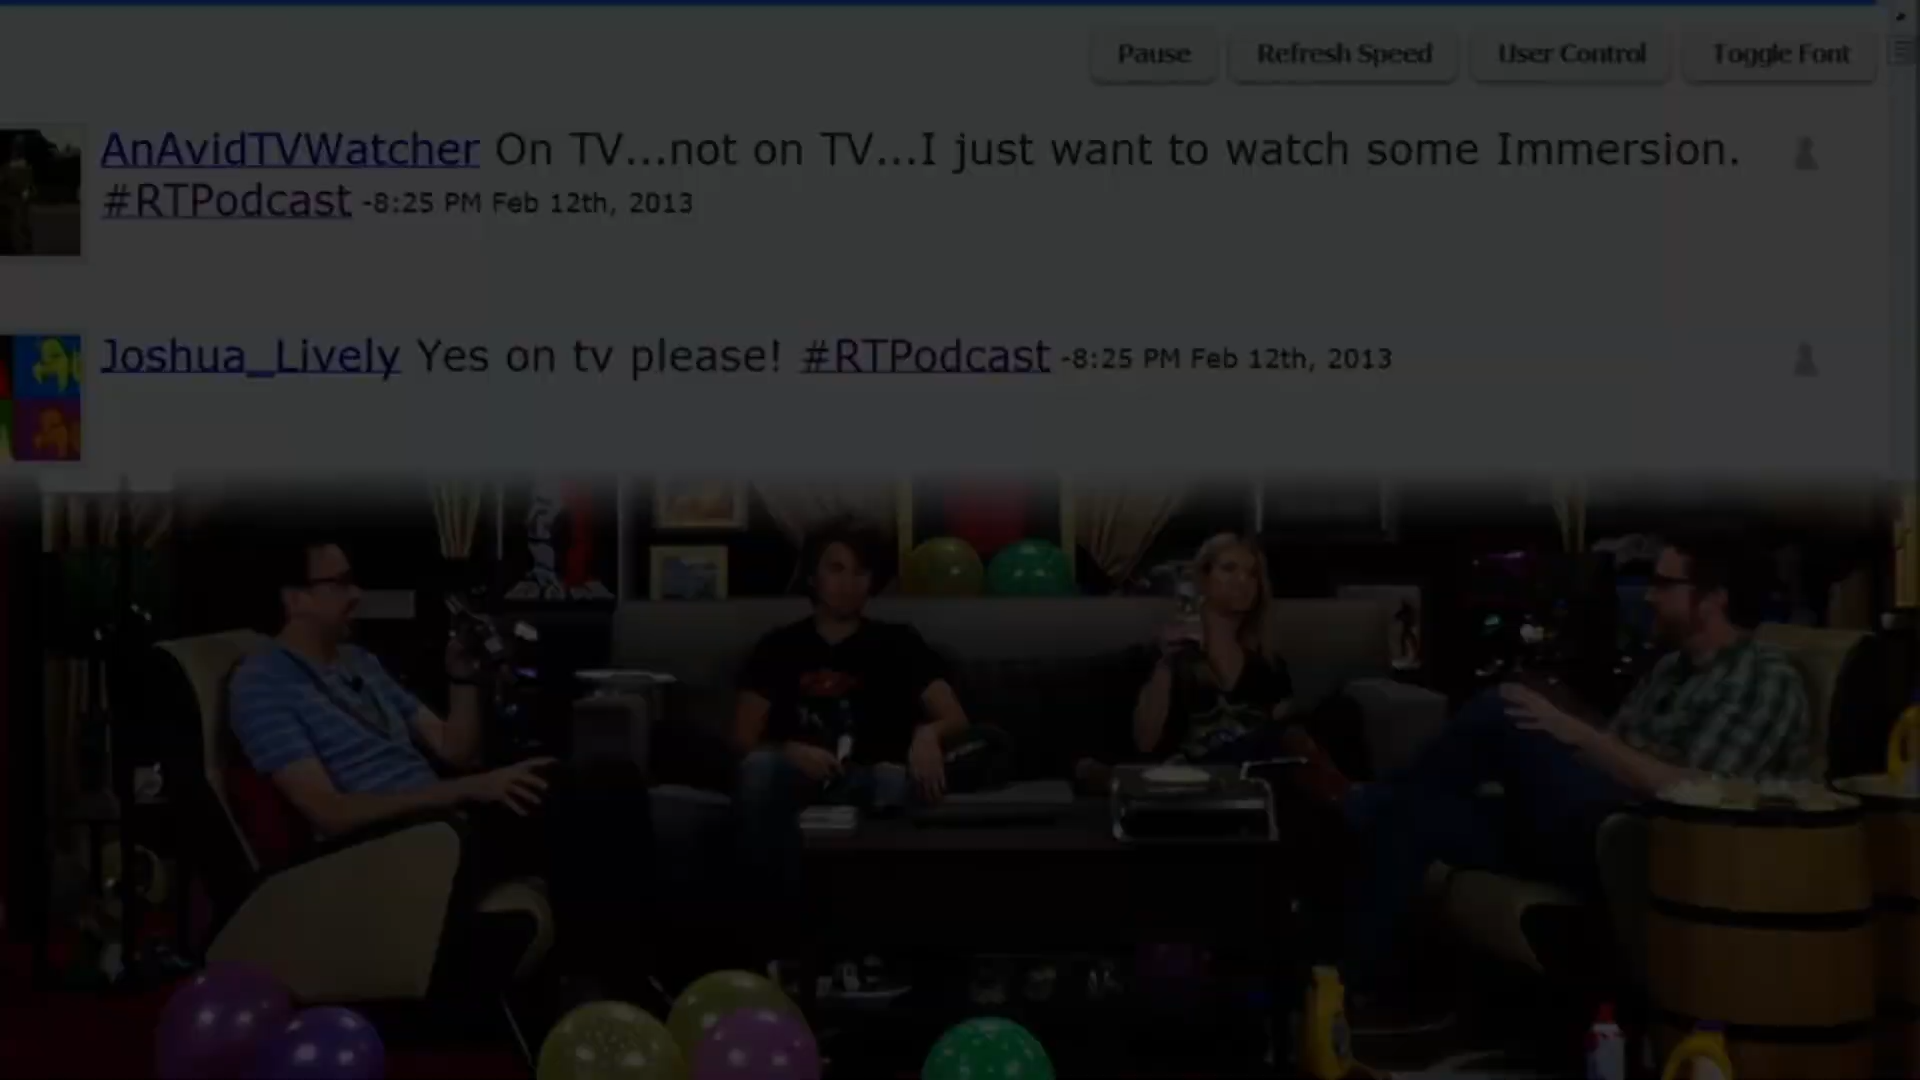 Pause Refresh Speed User Control Toggle Font
AnAvidTVWatcher On TV...not on TV...I just want to watch some Immersion.
#RTPodcast -8:25 PM Feb 12th, 2013
Joshua_Lively Yes on tv please! #RTPodcast -8:25 PM Feb 12th, 2013